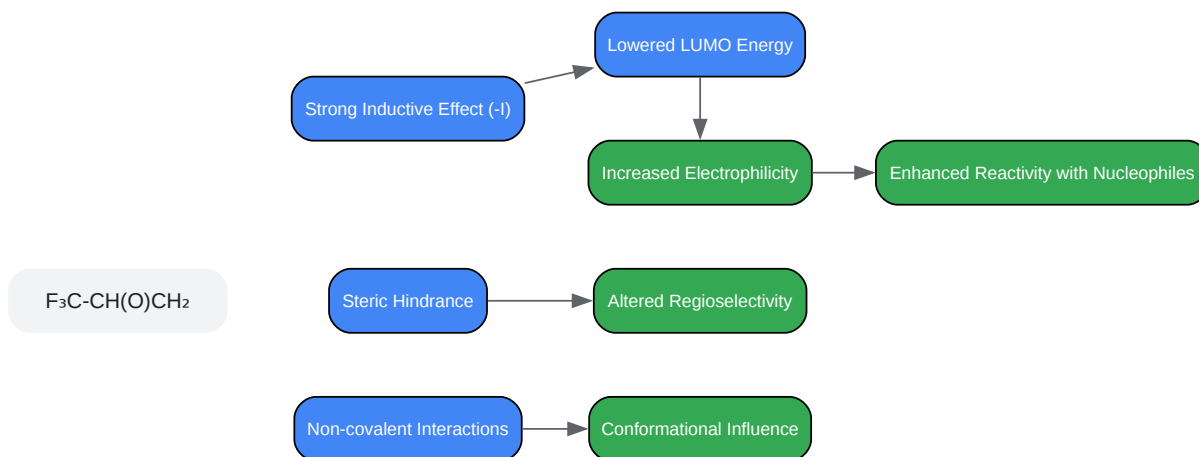 Lowered LUMO Energy
Strong Inductive Effect (-I)
Increased Electrophilicity
Enhanced Reactivity with Nucleophiles
F₃C-CH(O)CH₂
Steric Hindrance
Altered Regioselectivity
Non-covalent Interactions
Conformational Influence